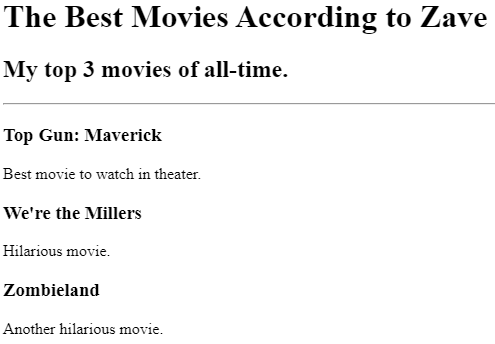 The Best Movies According to Zave
My top 3 movies of all-time.
Top Gun: Maverick
Best movie to watch in theater.
We're the Millers
Hilarious movie.
Zombieland
Another hilarious movie.